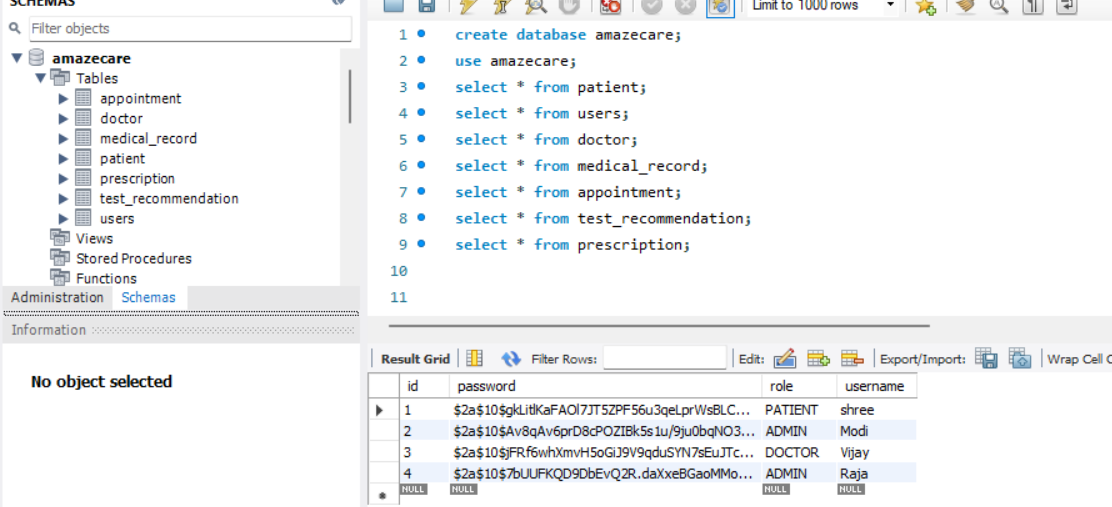 SCHEMAS
Filter objects
amazecare
Tables
appointment
doctor
medical_record
patient
prescription
test_recommendation
users
Views
Stored Procedures
Functions
Administration Schemas
Information
No object selected
Limit to 1000 rows
1 create database amazecare;
2 use amazecare;
3 select * from patient;
4 select * from users;
5 select * from doctor;
6 select * from medical_record;
7 select * from appointment;
8 select * from test_recommendation;
9 select * from prescription;
10
11
Result Grid Filter Rows: Edit: Export/Import: Wrap Cell C
id password role username
1 $2a$10$gkLitlKaFAOl7JT5ZPF56u3qeLprWsBLC... PATIENT shree
2 $2a$10$Av8qAv6prD8cPOZIBk5s1u/9ju0bqNO3... ADMIN Modi
3 $2a$10$jFRf6whXmvH5oGiJ9V9qduSYN7sEuJTc... DOCTOR Vijay
4 $2a$10$7bUUFKQD9DbEvQ2R.daXxeBGaoMMo... ADMIN Raja
NULL NULL NULL NULL